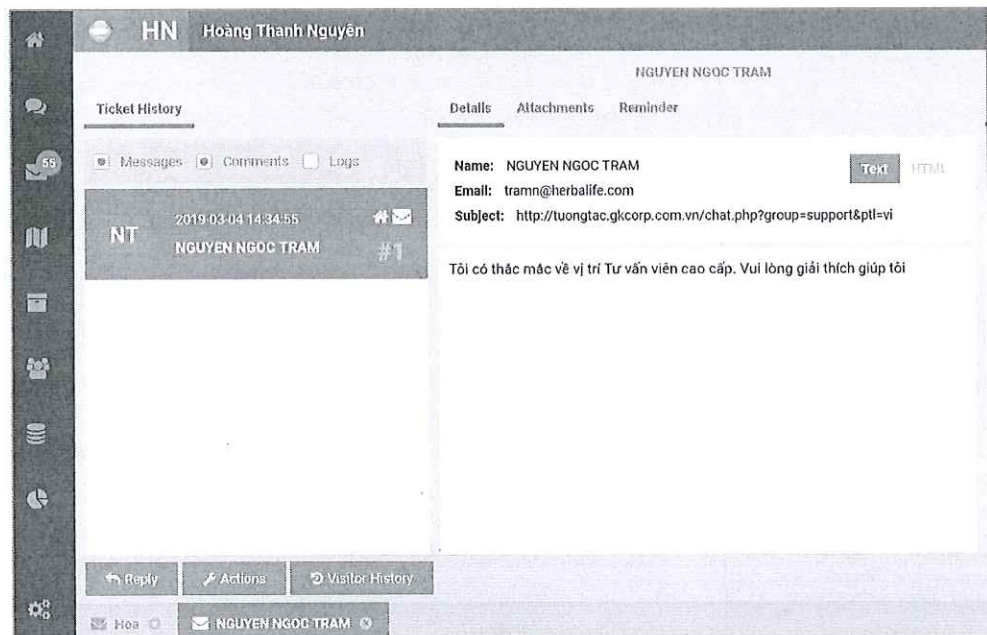 HN Hoàng Thanh Nguyên
NGUYEN NGOC TRAM
Ticket History
Details Attachments Reminder
55
Messages Comments Logs
Name: NGUYEN NGOC TRAM
Text HTML
Email: tramn@herbalife.com
Subject: http://tuongtac.gkcorp.com.vn/chat.php?group=support&ptl=vi
2019-03-04 14:34:55
NT
NGUYEN NGOC TRAM
#1
Tôi có thắc mắc về vị trí Tư vấn viên cao cấp. Vui lòng giải thích giúp tôi
Reply Actions Visitor History
Hoa NGUYEN NGOC TRAM